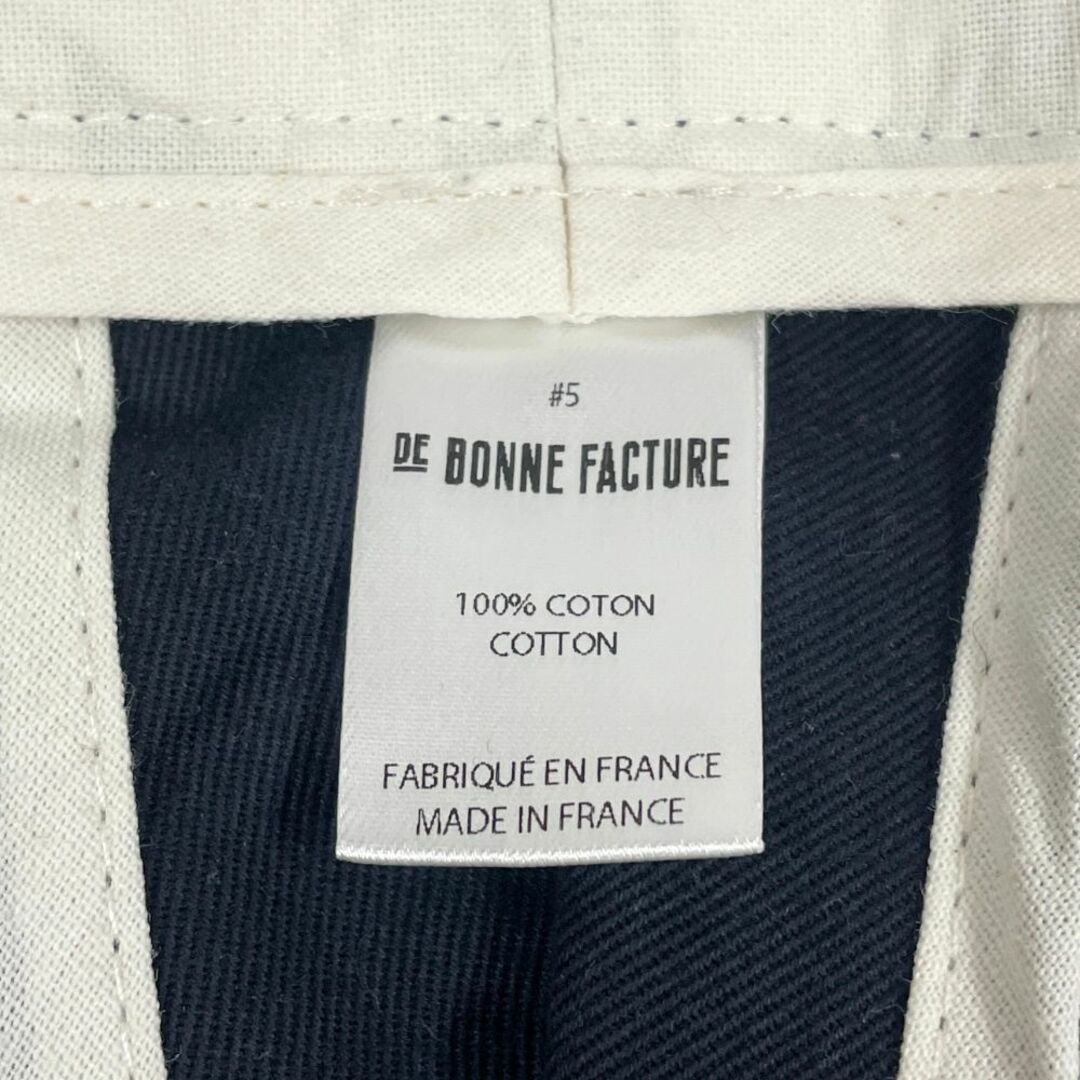 #5
DE BONNE FACTURE
100% COTON
COTTON
FABRIQUÉ EN FRANCE
MADE IN FRANCE